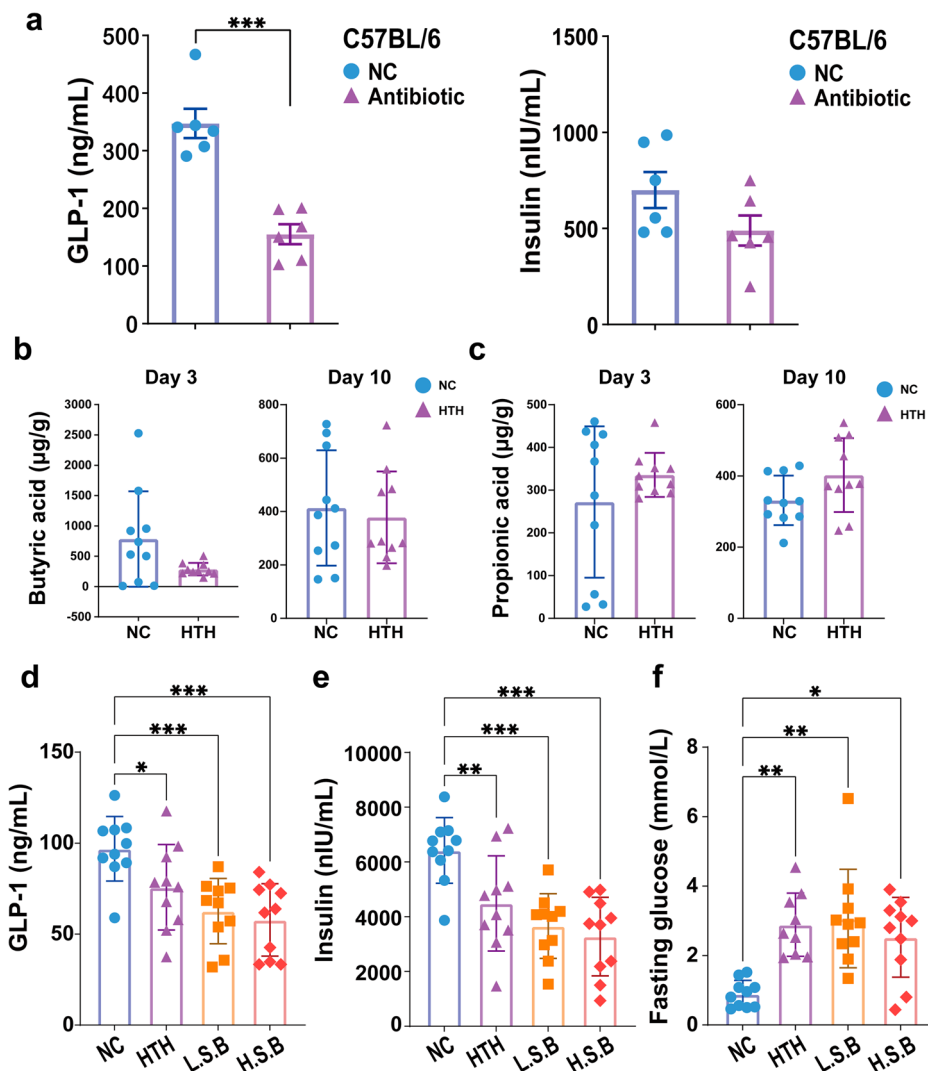 a
***
C57BL/6
NC
Antibiotic
GLP-1 (ng/mL)
500
400
300
200
100
0
C57BL/6
NC
Antibiotic
Insulin (nIU/mL)
1500
1000
500
0
b
Day 3
Butyric acid (μg/g)
3000
2500
2000
1500
1000
500
0
-500
NC
HTH
Day 10
800
600
400
200
0
NC
HTH
NC
HTH
c
Day 3
Propionic acid (μg/g)
500
400
300
200
100
0
NC
HTH
Day 10
600
400
200
0
NC
HTH
NC
HTH
d
***
***
*
GLP-1 (ng/mL)
150
100
50
0
NC
HTH
L.S.B
H.S.B
e
***
***
**
Insulin (nIU/mL)
10000
8000
6000
4000
2000
0
NC
HTH
L.S.B
H.S.B
f
*
**
**
Fasting glucose (mmol/L)
8
6
4
2
0
NC
HTH
L.S.B
H.S.B